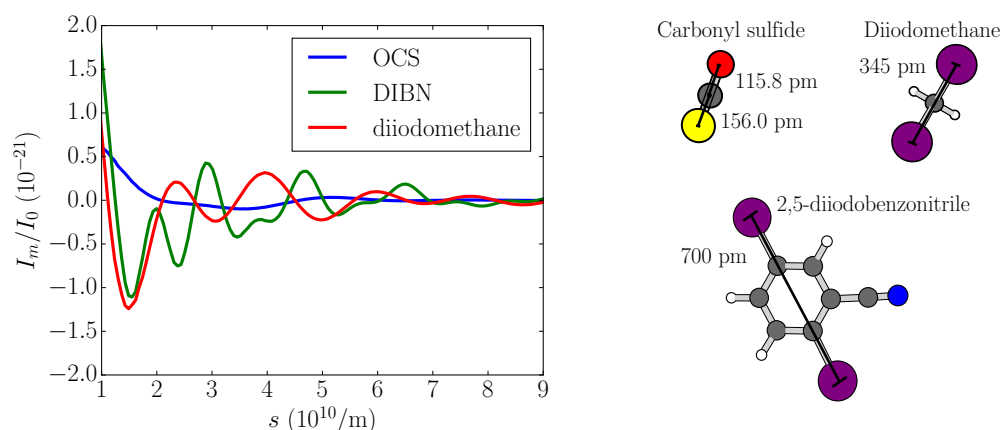 2.0
1.5
1.0
0.5
0.0
−0.5
−1.0
−1.5
−2.0
I_m/I_0 (10^{-21})
1 2 3 4 5 6 7 8 9
s (10^{10}/m)
OCS
DIBN
diiodomethane
Carbonyl sulfide
115.8 pm
156.0 pm
Diiodomethane
345 pm
2,5-diiodobenzonitrile
700 pm